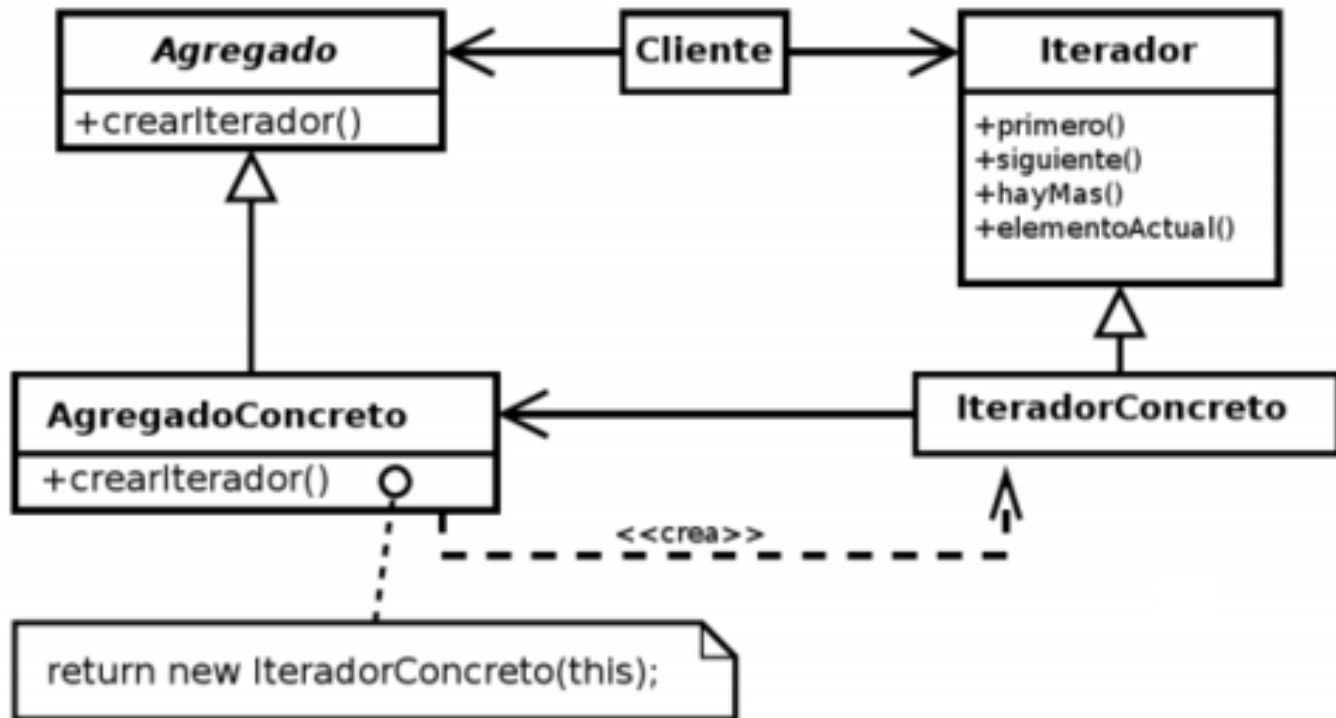 Agregado
+crearIterador()
Cliente
Iterador
+primero()
+siguiente()
+hayMas()
+elementoActual()
AgregadoConcreto
+crearIterador()
IteradorConcreto
<<crea>>
return new IteradorConcreto(this);